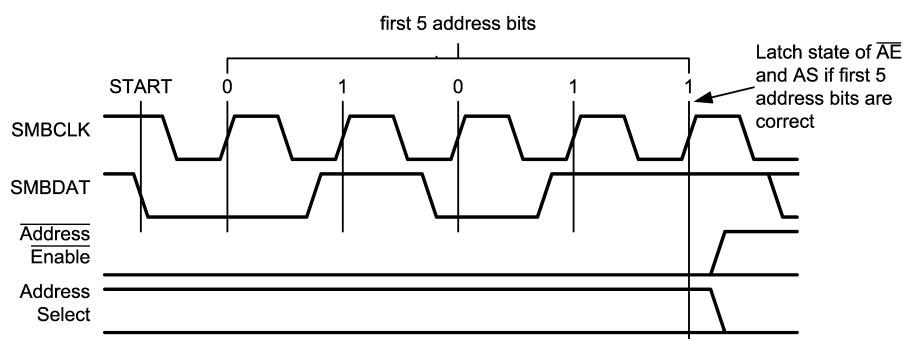 first 5 address bits
START 0 1 0 1 1
Latch state of AE
and AS if first 5
address bits are
correct
SMBCLK
SMBDAT
Address
Enable
Address
Select